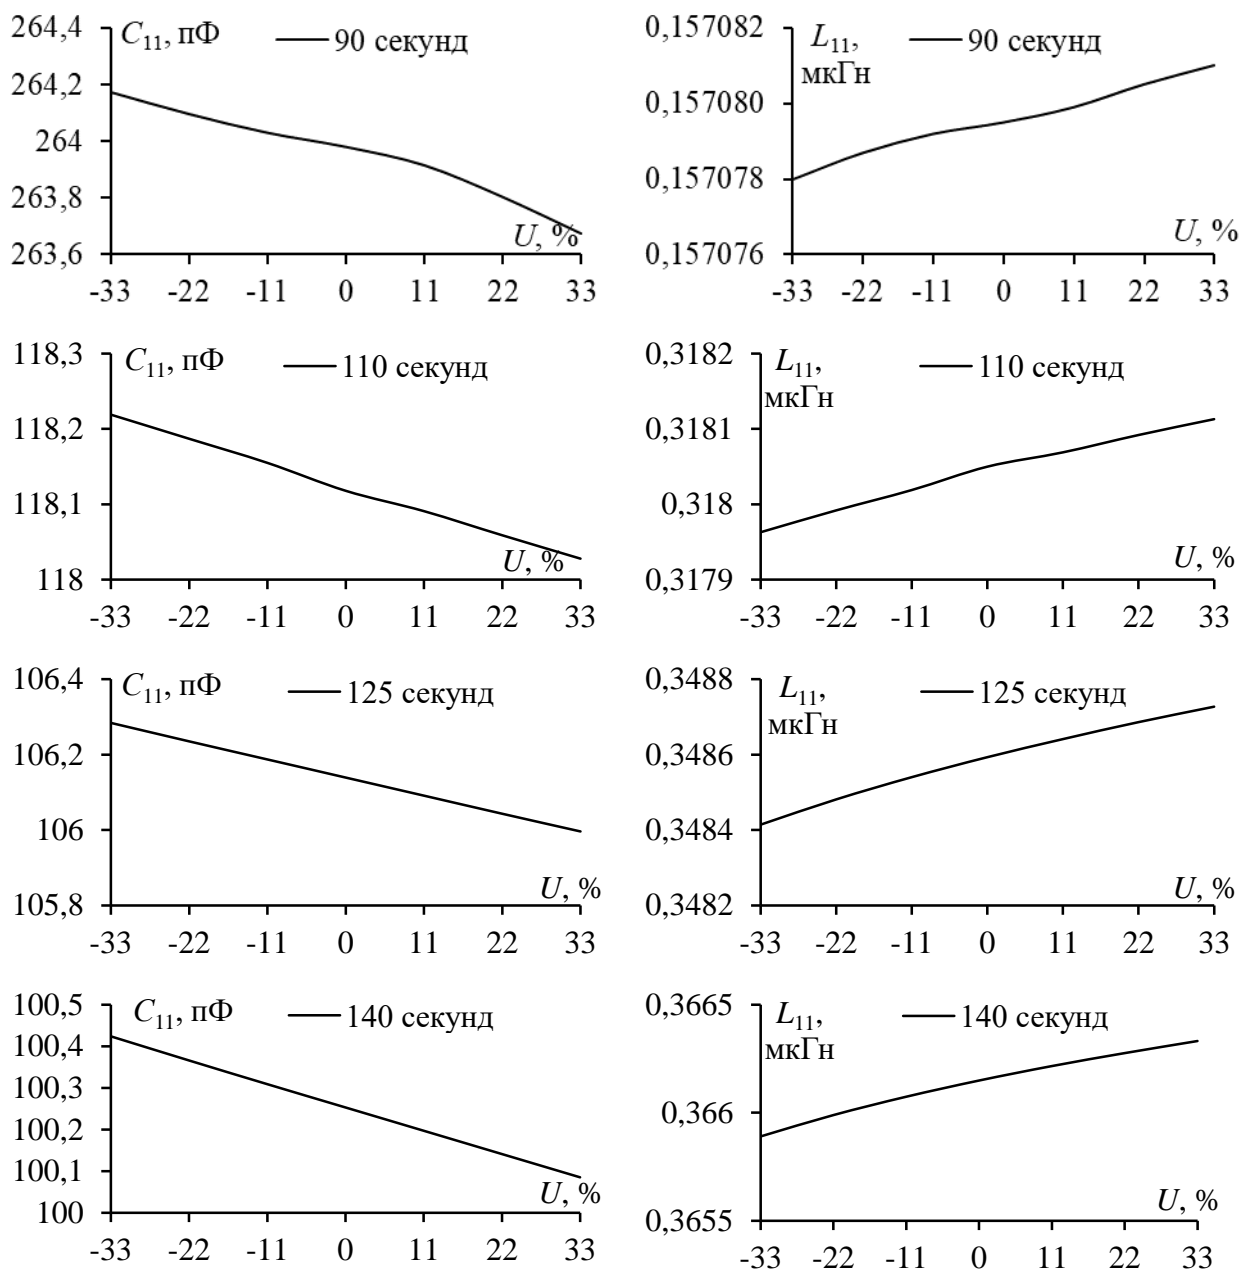 264,4
C11, пФ
90 секунд
264,2
264
263,8
263,6
U, %
-33 -22 -11 0 11 22 33
0,157082
L11,
мкГн
90 секунд
0,157080
0,157078
0,157076
U, %
-33 -22 -11 0 11 22 33
118,3
C11, пФ
110 секунд
118,2
118,1
118
U, %
-33 -22 -11 0 11 22 33
0,3182
L11,
мкГн
110 секунд
0,3181
0,318
0,3179
U, %
-33 -22 -11 0 11 22 33
106,4
C11, пФ
125 секунд
106,2
106
105,8
U, %
-33 -22 -11 0 11 22 33
0,3488
L11,
мкГн
125 секунд
0,3486
0,3484
0,3482
U, %
-33 -22 -11 0 11 22 33
100,5
C11, пФ
140 секунд
100,4
100,3
100,2
100,1
100
U, %
-33 -22 -11 0 11 22 33
0,3665
L11,
мкГн
140 секунд
0,366
0,3655
U, %
-33 -22 -11 0 11 22 33